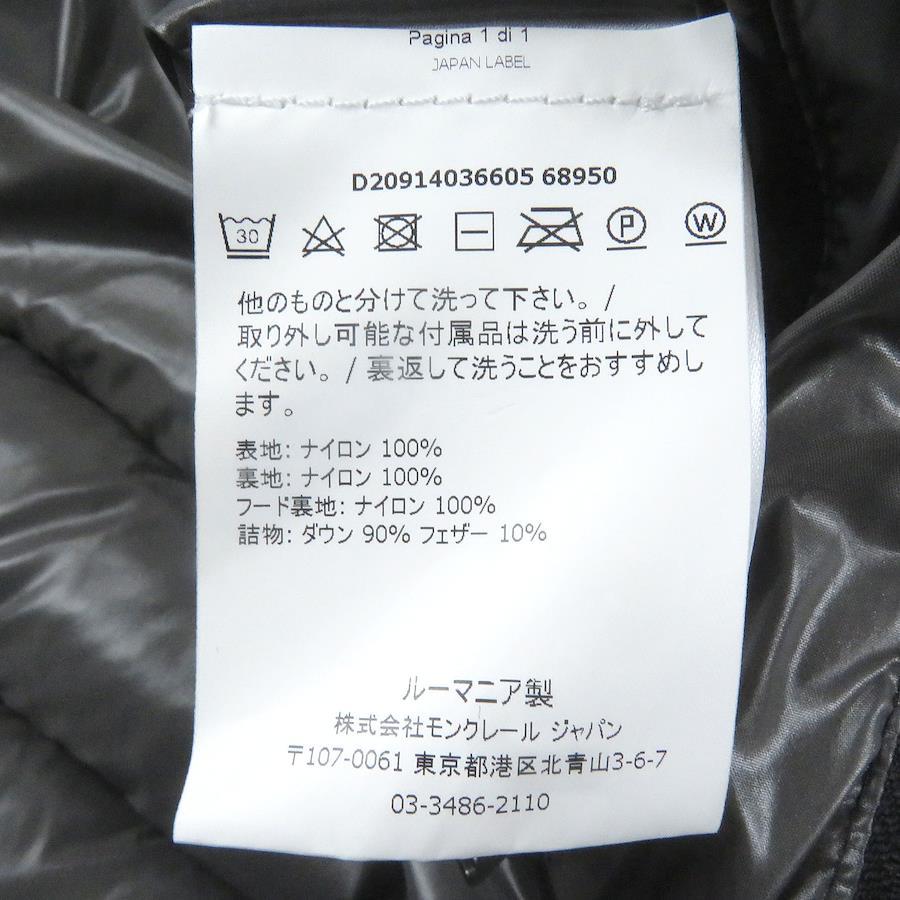 Pagina 1 di 1
JAPAN LABEL
D20914036605 68950
30 P W
他のものと分けて洗って下さい。/
取り外し可能な付属品は洗う前に外して
ください。/ 裏返して洗うことをおすすめし
ます。
表地: ナイロン 100%
裏地: ナイロン 100%
フード裏地: ナイロン 100%
詰物: ダウン 90% フェザー 10%
ルーマニア製
株式会社モンクレール ジャパン
〒107-0061 東京都港区北青山3-6-7
03-3486-2110